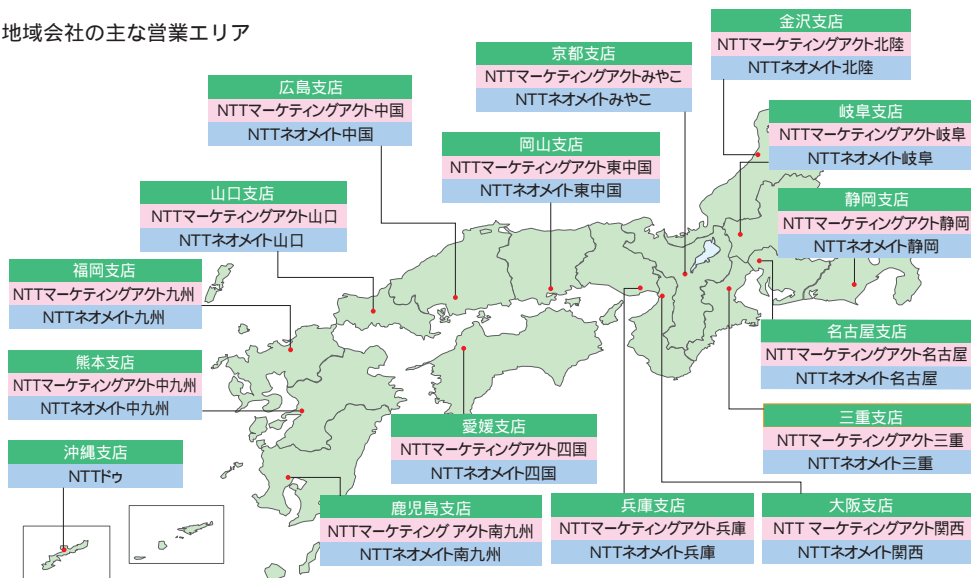 地域会社の主な営業エリア
金沢支店
NTTマーケティングアクト北陸
NTTネオメイト北陸
京都支店
NTTマーケティングアクトみやこ
NTTネオメイトみやこ
広島支店
NTTマーケティングアクト中国
NTTネオメイト中国
岐阜支店
NTTマーケティングアクト岐阜
NTTネオメイト岐阜
岡山支店
NTTマーケティングアクト東中国
NTTネオメイト東中国
山口支店
NTTマーケティングアクト山口
NTTネオメイト山口
静岡支店
NTTマーケティングアクト静岡
NTTネオメイト静岡
福岡支店
NTTマーケティングアクト九州
NTTネオメイト九州
名古屋支店
NTTマーケティングアクト名古屋
NTTネオメイト名古屋
熊本支店
NTTマーケティングアクト中九州
NTTネオメイト中九州
三重支店
NTTマーケティングアクト三重
NTTネオメイト三重
愛媛支店
NTTマーケティングアクト四国
NTTネオメイト四国
沖縄支店
NTTドゥ
鹿児島支店
NTTマーケティング アクト南九州
NTTネオメイト南九州
兵庫支店
NTTマーケティングアクト兵庫
NTTネオメイト兵庫
大阪支店
NTT マーケティングアクト関西
NTTネオメイト関西